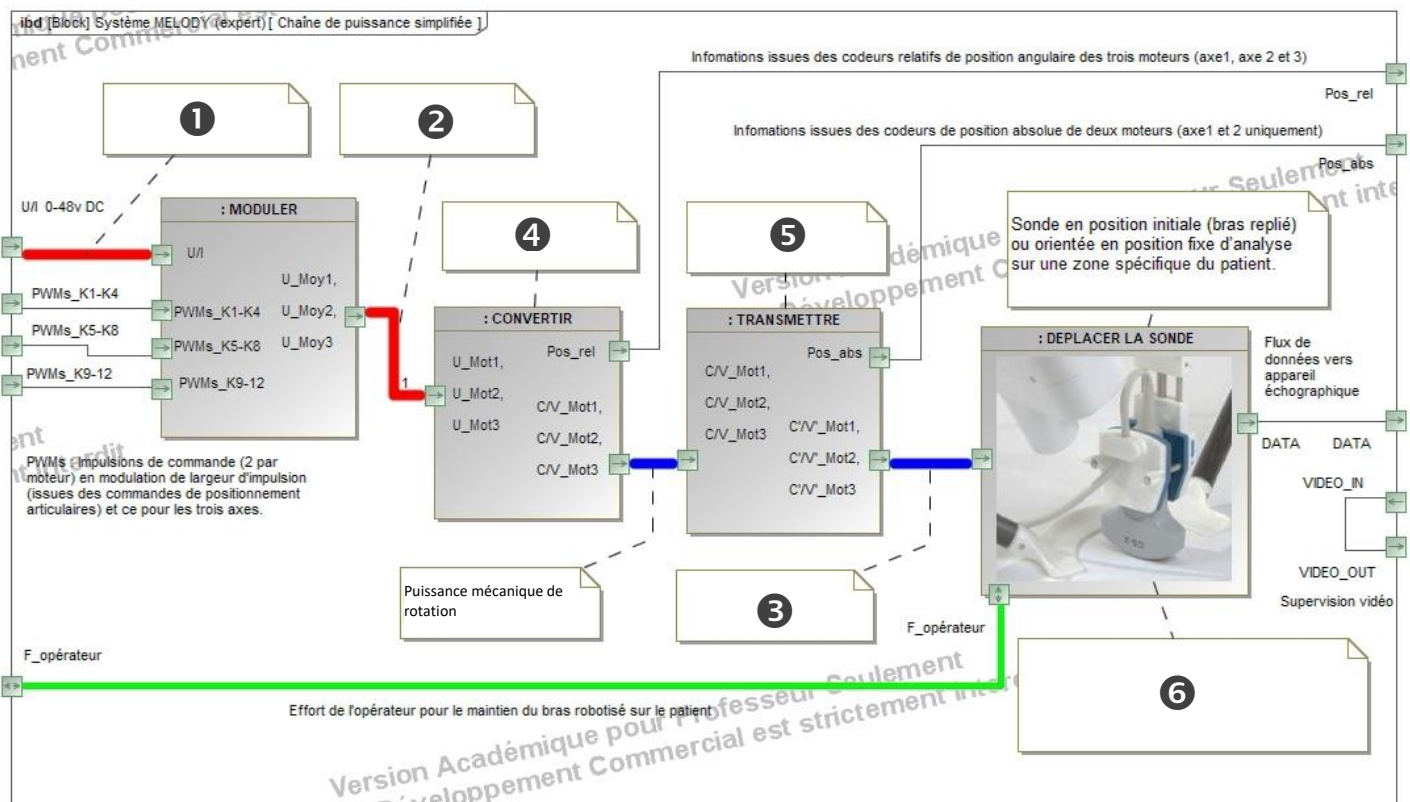 ibd [Block] Système MELODY (expert) [ Chaîne de puissance simplifiée ]
Infomations issues des codeurs relatifs de position angulaire des trois moteurs (axe1, axe 2 et 3)
Pos_rel
❶
❷
Infomations issues des codeurs de position absolue de deux moteurs (axe1 et 2 uniquement)
Pos_abs
U/I 0-48v DC
: MODULER
U/I
U_Moy1,
U_Moy2,
U_Moy3
PWMs_K1-K4
PWMs_K5-K8
PWMs_K9-12
PWMs_K1-K4
PWMs_K5-K8
PWMs_K9-12
PWMs : Impulsions de commande (2 par
moteur) en modulation de largeur d'impulsion
(issues des commandes de positionnement
articulaires) et ce pour les trois axes.
❹
❺
Sonde en position initiale (bras replié)
ou orientée en position fixe d'analyse
sur une zone spécifique du patient.
1
: CONVERTIR
U_Mot1,
U_Mot2,
U_Mot3
Pos_rel
C/V_Mot1,
C/V_Mot2,
C/V_Mot3
: TRANSMETTRE
C/V_Mot1,
C/V_Mot2,
C/V_Mot3
Pos_abs
C'/V'_Mot1,
C'/V'_Mot2,
C'/V'_Mot3
: DEPLACER LA SONDE
Flux de
données vers
appareil
échographique
DATA
DATA
VIDEO_IN
VIDEO_OUT
Supervision vidéo
Puissance mécanique de
rotation
❸
F_opérateur
F_opérateur
❻
Effort de l'opérateur pour le maintien du bras robotisé sur le patient
Version Académique pour Professeur Seulement
Développement Commercial est strictement